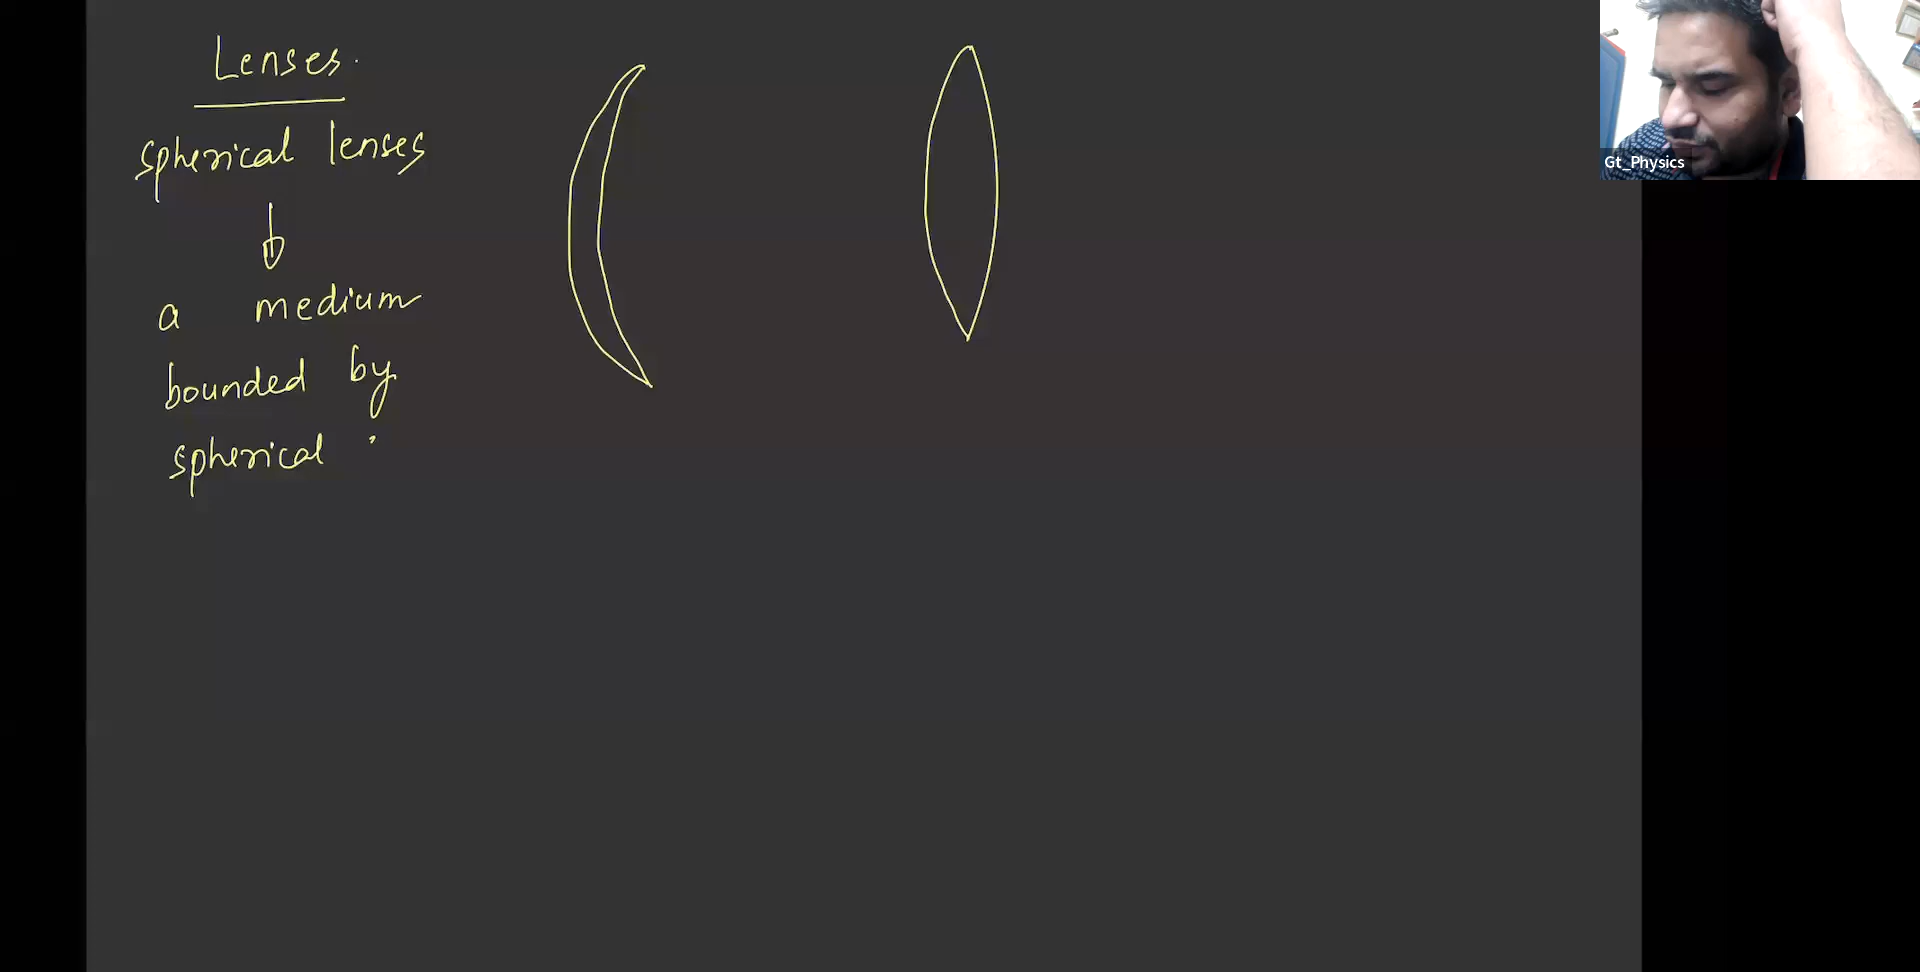 Lenses.
spherical lenses
a medium
bounded by
spherical
Gt_Physics